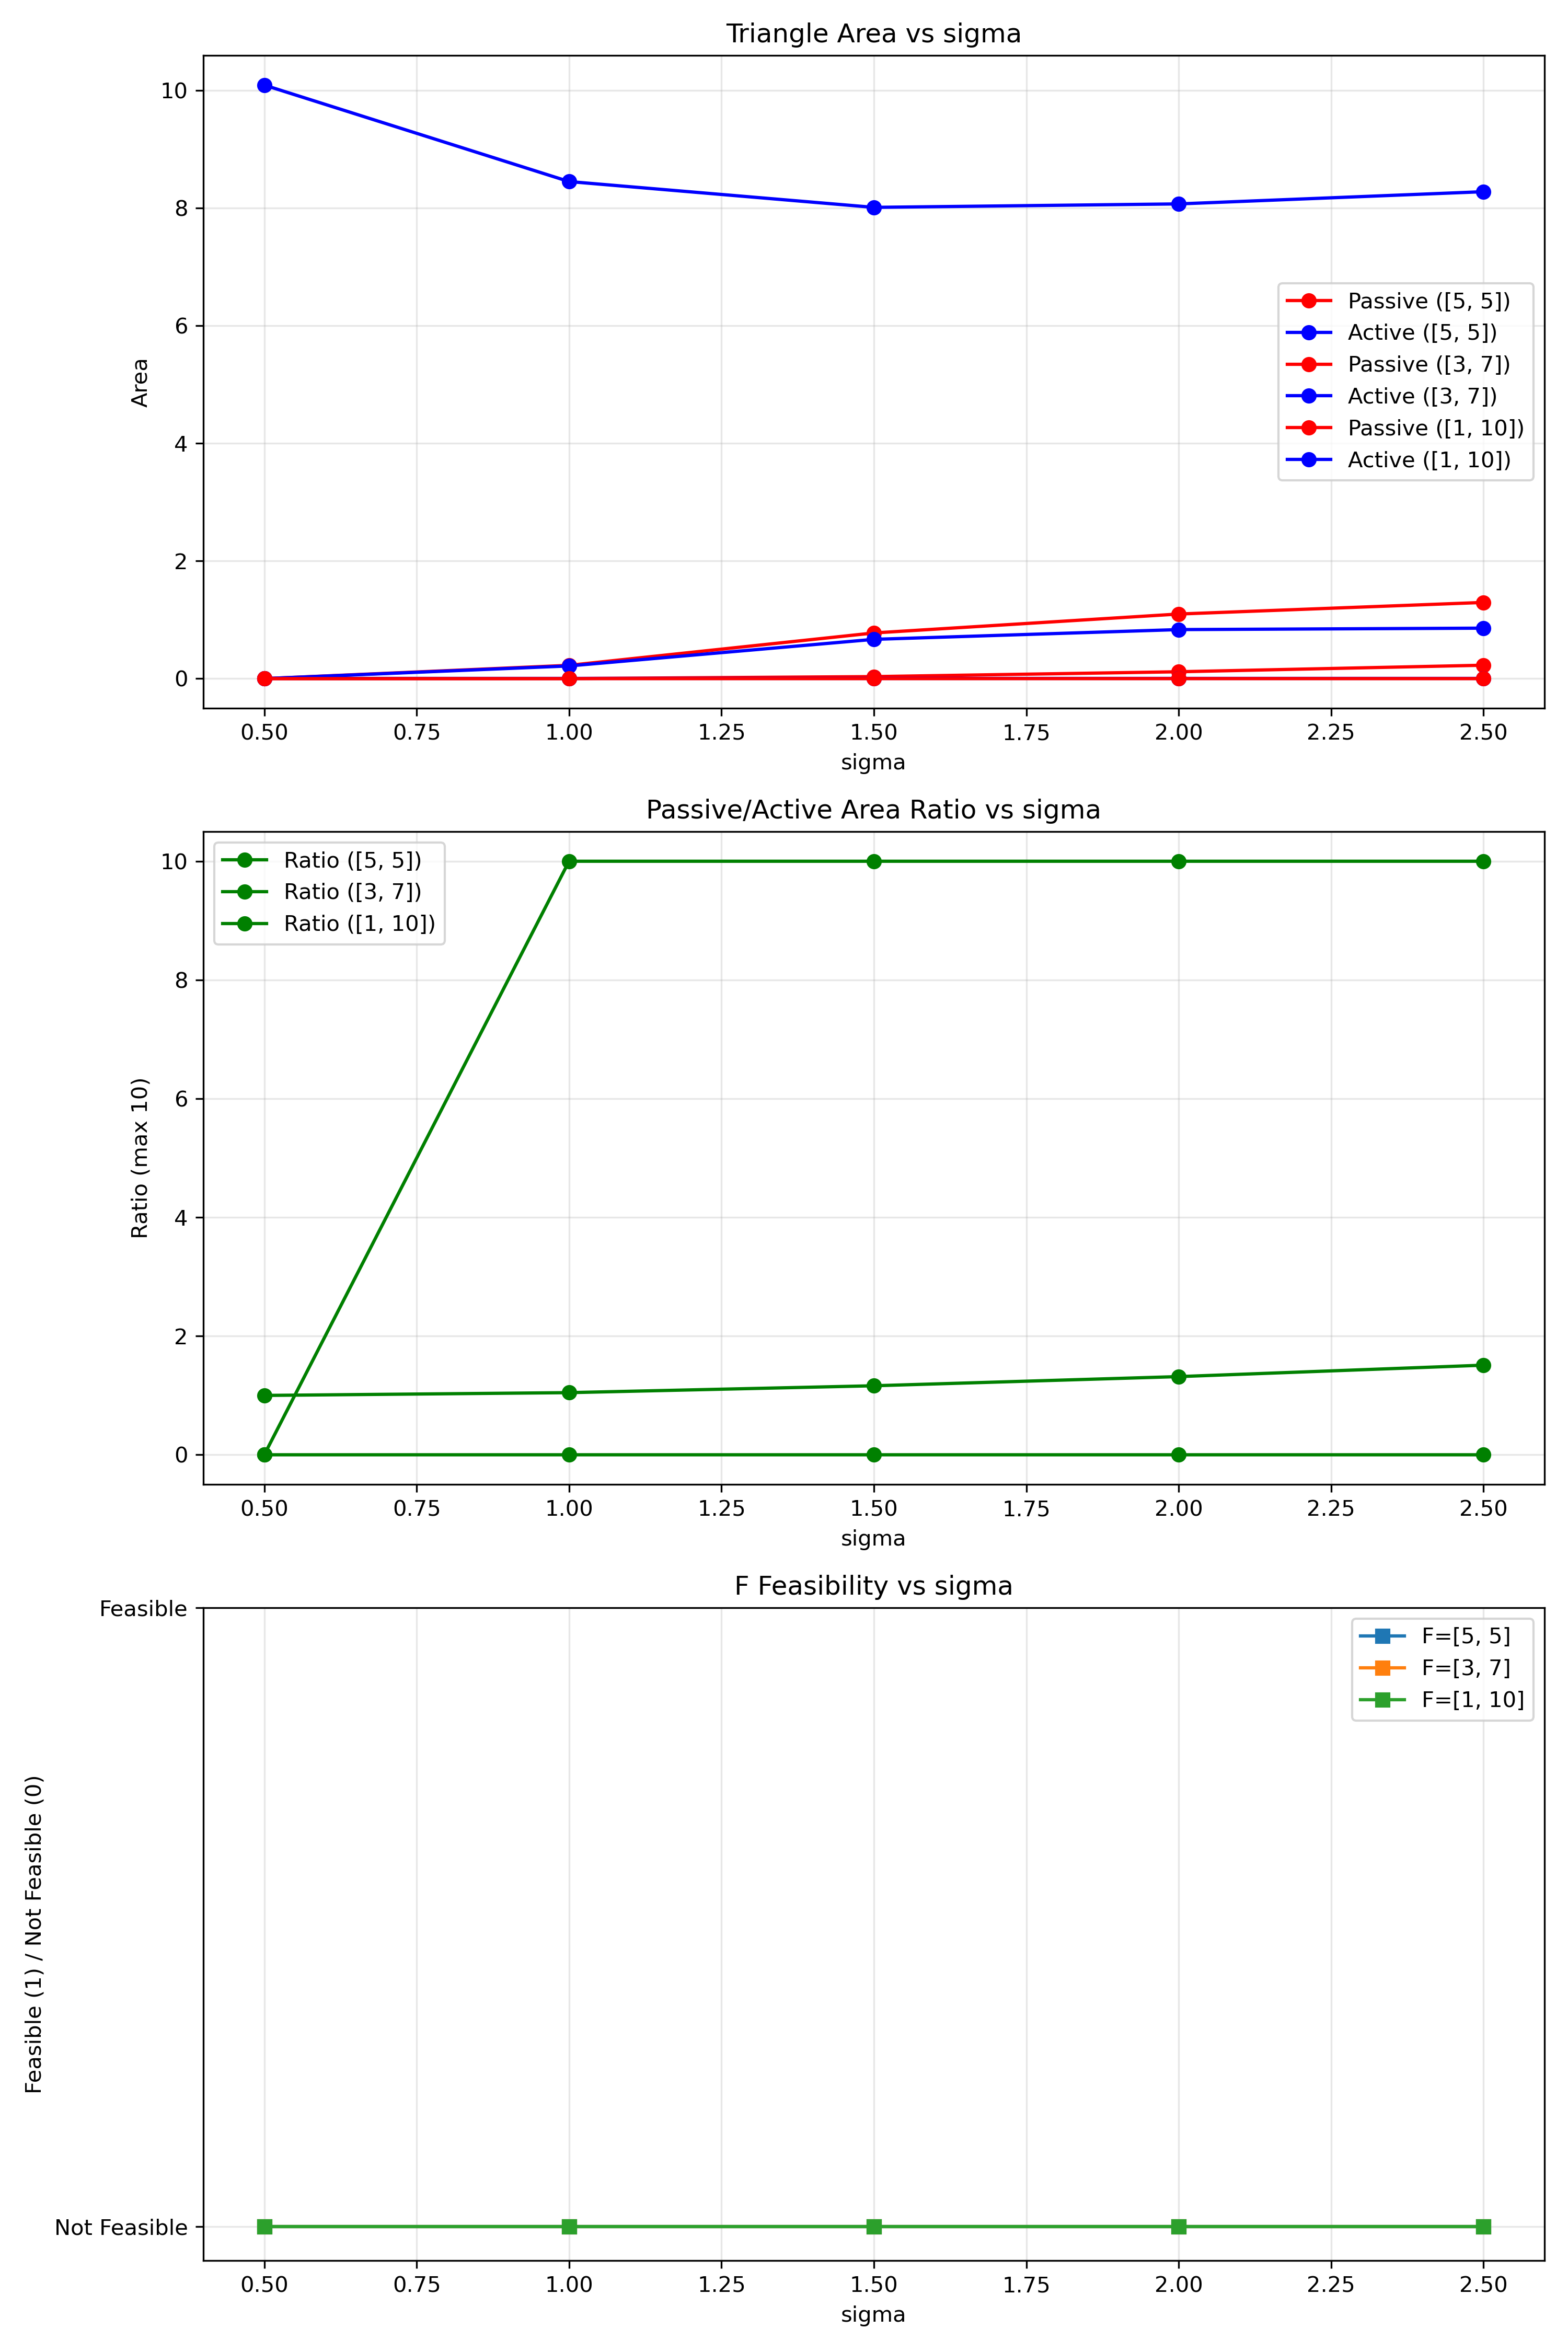 Triangle Area vs sigma
Area
10
8
6
4
2
0
Passive ([5, 5])
Active ([5, 5])
Passive ([3, 7])
Active ([3, 7])
Passive ([1, 10])
Active ([1, 10])
0.50 0.75 1.00 1.25 1.50 1.75 2.00 2.25 2.50
sigma
Passive/Active Area Ratio vs sigma
Ratio (max 10)
10
8
6
4
2
0
Ratio ([5, 5])
Ratio ([3, 7])
Ratio ([1, 10])
0.50 0.75 1.00 1.25 1.50 1.75 2.00 2.25 2.50
sigma
F Feasibility vs sigma
Feasible (1) / Not Feasible (0)
Feasible
Not Feasible
F=[5, 5]
F=[3, 7]
F=[1, 10]
0.50 0.75 1.00 1.25 1.50 1.75 2.00 2.25 2.50
sigma